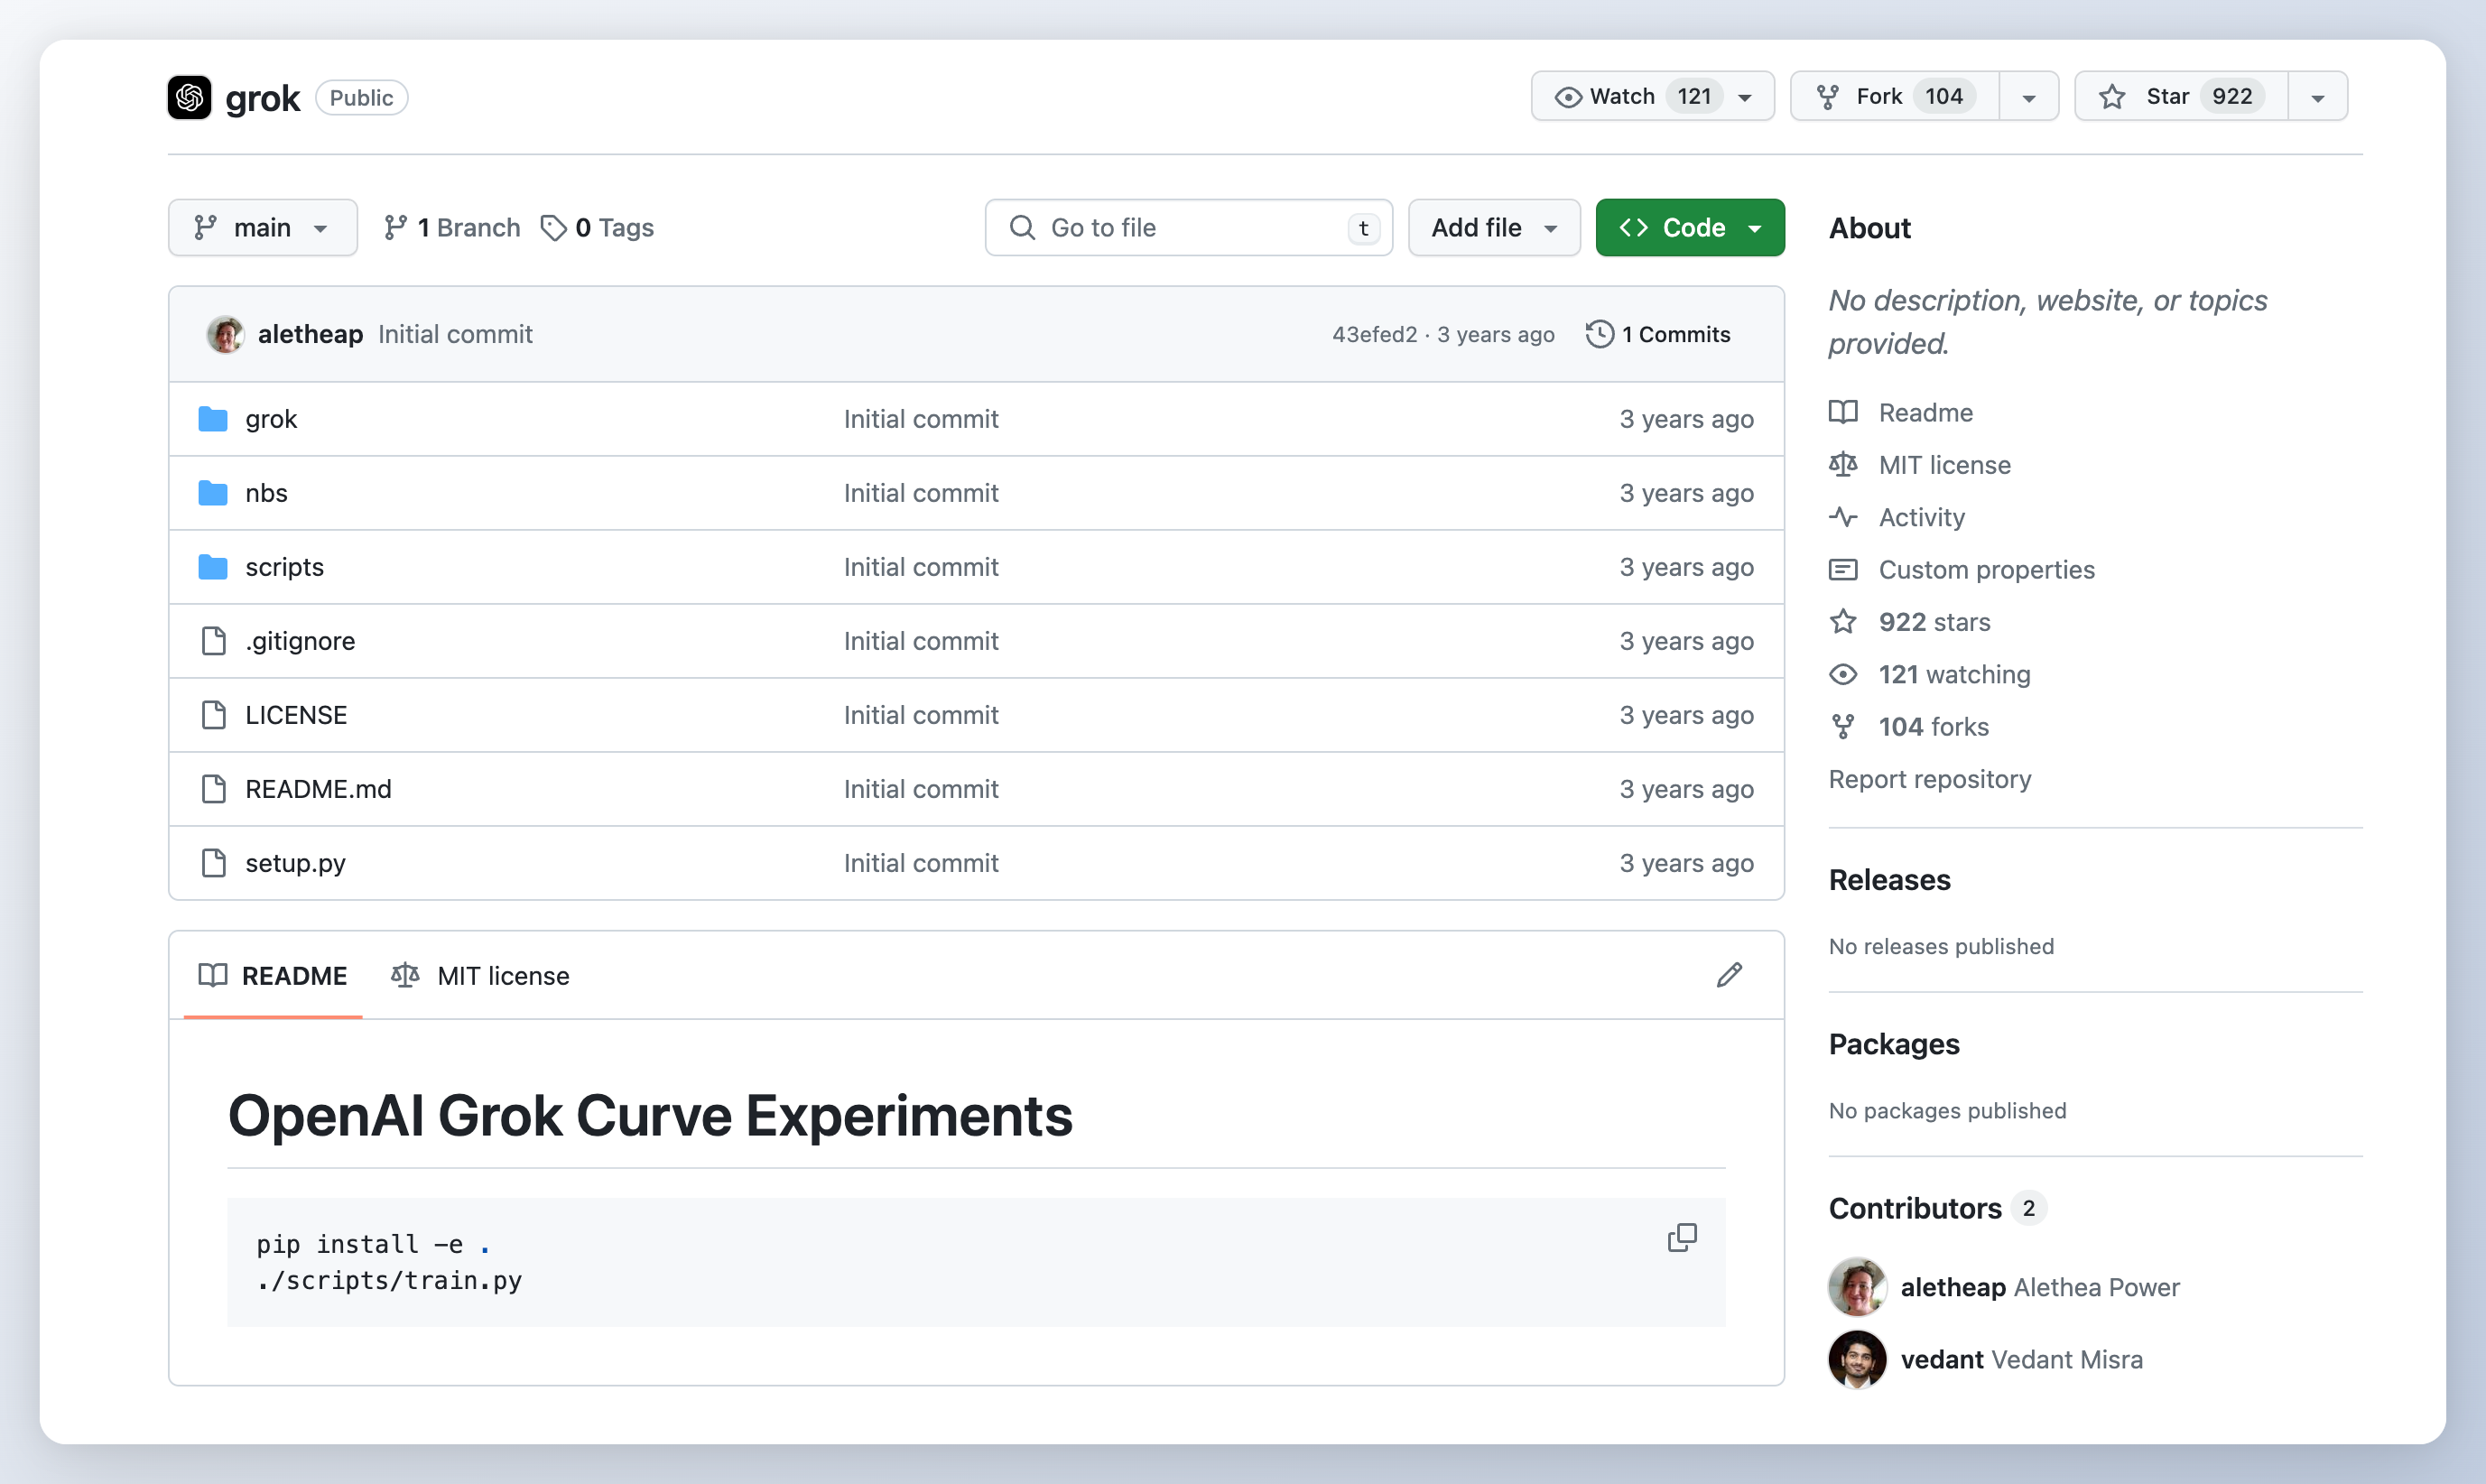 grok Public
Watch 121
Fork 104
Star 922
main
1 Branch
0 Tags
Go to file
t
Add file
Code
aletheap Initial commit
43efed2 · 3 years ago
1 Commits
grok Initial commit 3 years ago
nbs Initial commit 3 years ago
scripts Initial commit 3 years ago
.gitignore Initial commit 3 years ago
LICENSE Initial commit 3 years ago
README.md Initial commit 3 years ago
setup.py Initial commit 3 years ago
README
MIT license
OpenAI Grok Curve Experiments
pip install -e .
./scripts/train.py
About
No description, website, or topics
provided.
Readme
MIT license
Activity
Custom properties
922 stars
121 watching
104 forks
Report repository
Releases
No releases published
Packages
No packages published
Contributors 2
aletheap Alethea Power
vedant Vedant Misra